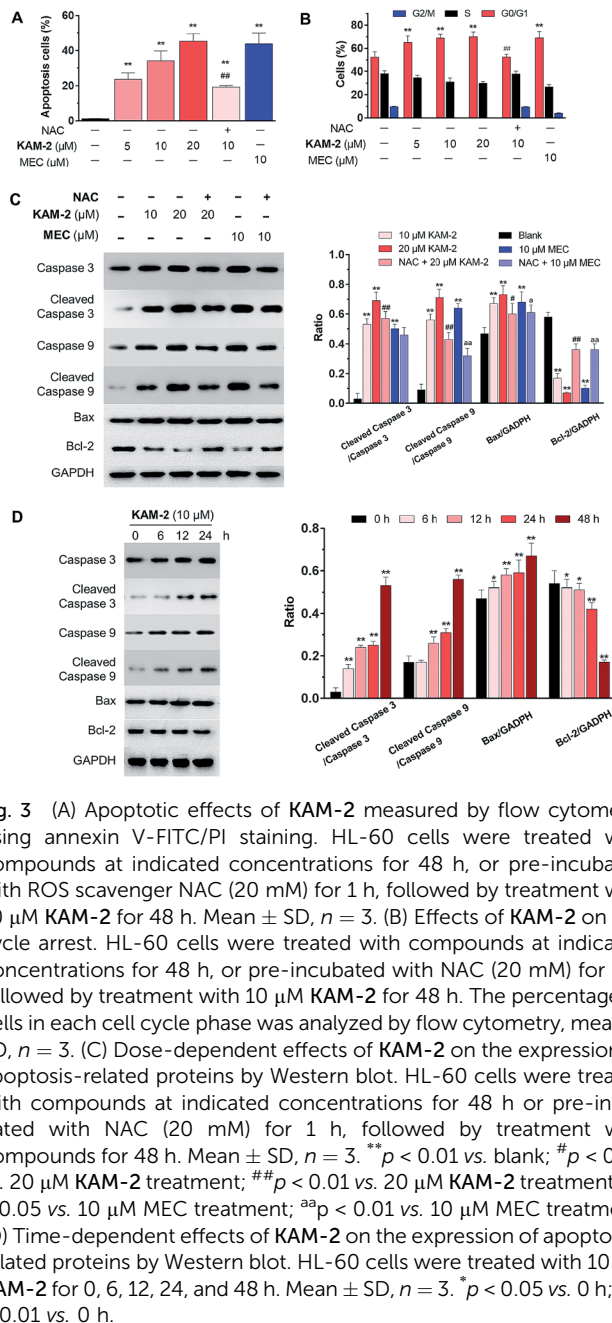 A
Apoptosis cells (%)
60
40
20
0
**
**
**
**
##
**
NAC
– – – – + –
KAM-2 (μM)
– 5 10 20 10 –
MEC (μM)
– – – – – 10
B
G2/M S G0/G1
Cells (%)
80
60
40
20
0
**
**
**
##
**
NAC
– – – – + –
KAM-2 (μM)
– 5 10 20 10 –
MEC (μM)
– – – – – 10
C
NAC – – – + – +
KAM-2 (μM) – 10 20 20 – –
MEC (μM) – – – – 10 10
Caspase 3
Cleaved
Caspase 3
Caspase 9
Cleaved
Caspase 9
Bax
Bcl-2
GAPDH
10 μM KAM-2 Blank
20 μM KAM-2 10 μM MEC
NAC + 20 μM KAM-2 NAC + 10 μM MEC
Ratio
1.0
0.8
0.6
0.4
0.2
0.0
** ** ## **
** ** ## ** aa
** ** # ** a
** ** ## ** aa
Cleaved Caspase 3
/Caspase 3
Cleaved Caspase 9
/Caspase 9
Bax/GADPH
Bcl-2/GADPH
D
KAM-2 (10 μM)
0 6 12 24 h
Caspase 3
Cleaved
Caspase 3
Caspase 9
Cleaved
Caspase 9
Bax
Bcl-2
GAPDH
0 h 6 h 12 h 24 h 48 h
Ratio
0.8
0.6
0.4
0.2
0.0
** ** ** **
** ** **
* ** ** **
* * ** **
Cleaved Caspase 3
/Caspase 3
Cleaved Caspase 9
/Caspase 9
Bax/GADPH
Bcl-2/GADPH
g. 3 (A) Apoptotic effects of KAM-2 measured by flow cytome
sing annexin V-FITC/PI staining. HL-60 cells were treated w
ompounds at indicated concentrations for 48 h, or pre-incuba
ith ROS scavenger NAC (20 mM) for 1 h, followed by treatment w
0 μM KAM-2 for 48 h. Mean ± SD, n = 3. (B) Effects of KAM-2 on
ycle arrest. HL-60 cells were treated with compounds at indica
oncentrations for 48 h, or pre-incubated with NAC (20 mM) for
ollowed by treatment with 10 μM KAM-2 for 48 h. The percentage
ells in each cell cycle phase was analyzed by flow cytometry, mea
D, n = 3. (C) Dose-dependent effects of KAM-2 on the expression
poptosis-related proteins by Western blot. HL-60 cells were trea
ith compounds at indicated concentrations for 48 h or pre-in
ated with NAC (20 mM) for 1 h, followed by treatment w
ompounds for 48 h. Mean ± SD, n = 3. **p < 0.01 vs. blank; #p < 0
. 20 μM KAM-2 treatment; ##p < 0.01 vs. 20 μM KAM-2 treatment
0.05 vs. 10 μM MEC treatment; aap < 0.01 vs. 10 μM MEC treatme
) Time-dependent effects of KAM-2 on the expression of apopto
lated proteins by Western blot. HL-60 cells were treated with 10
AM-2 for 0, 6, 12, 24, and 48 h. Mean ± SD, n = 3. *p < 0.05 vs. 0 h;
0.01 vs. 0 h.